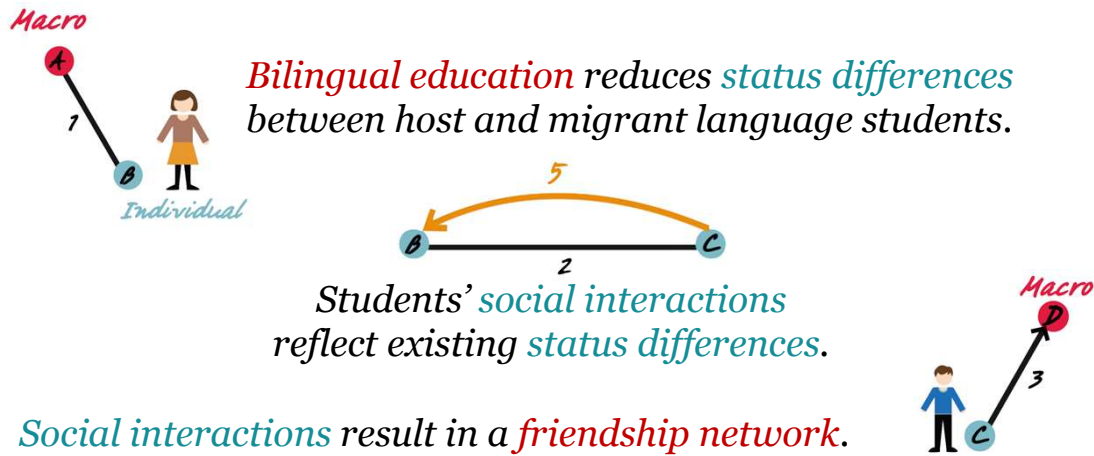 Macro
A
1
B
Individual
Bilingual education reduces status differences
between host and migrant language students.
5
B
C
2
Students’ social interactions
reflect existing status differences.
Macro
D
3
C
Social interactions result in a friendship network.